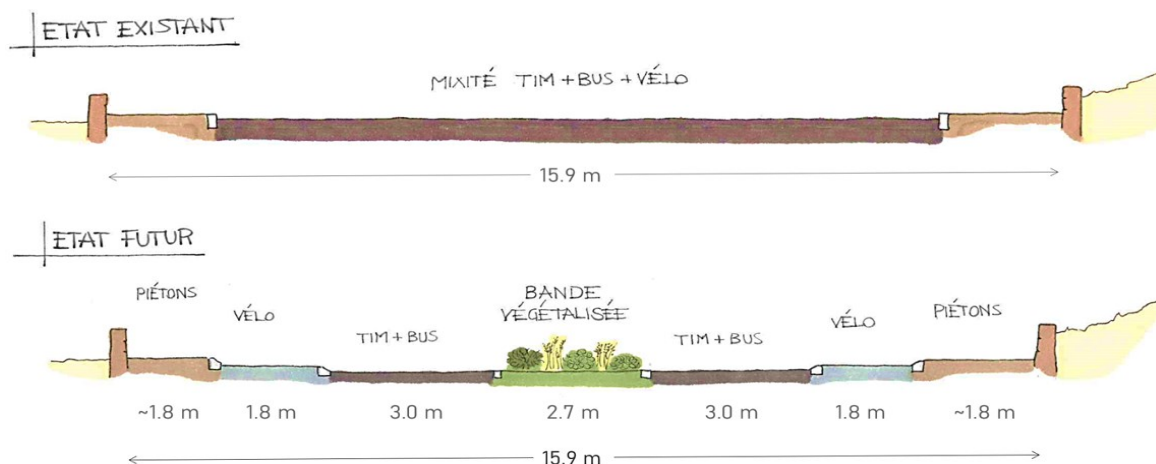 ETAT EXISTANT
MIXITÉ TIM + BUS + VÉLO
15.9 m
ETAT FUTUR
PIÉTONS
VÉLO
TIM + BUS
BANDE
VÉGÉTALISÉE
TIM + BUS
VÉLO
PIÉTONS
~1.8 m 1.8 m 3.0 m 2.7 m 3.0 m 1.8 m ~1.8 m
15.9 m